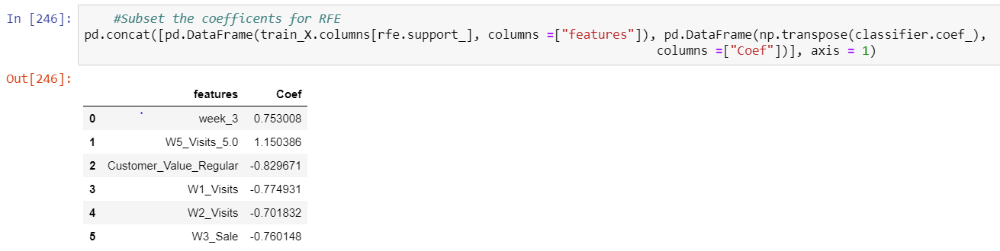 In [246]: #Subset the coefficents for RFE
pd.concat([pd.DataFrame(train_X.columns[rfe.support_], columns =["features"]), pd.DataFrame(np.transpose(classifier.coef_),
columns =["Coef"])], axis = 1)
Out[246]:
features Coef
0 week_3 0.753008
1 W5_Visits_5.0 1.150386
2 Customer_Value_Regular -0.829671
3 W1_Visits -0.774931
4 W2_Visits -0.701832
5 W3_Sale -0.760148